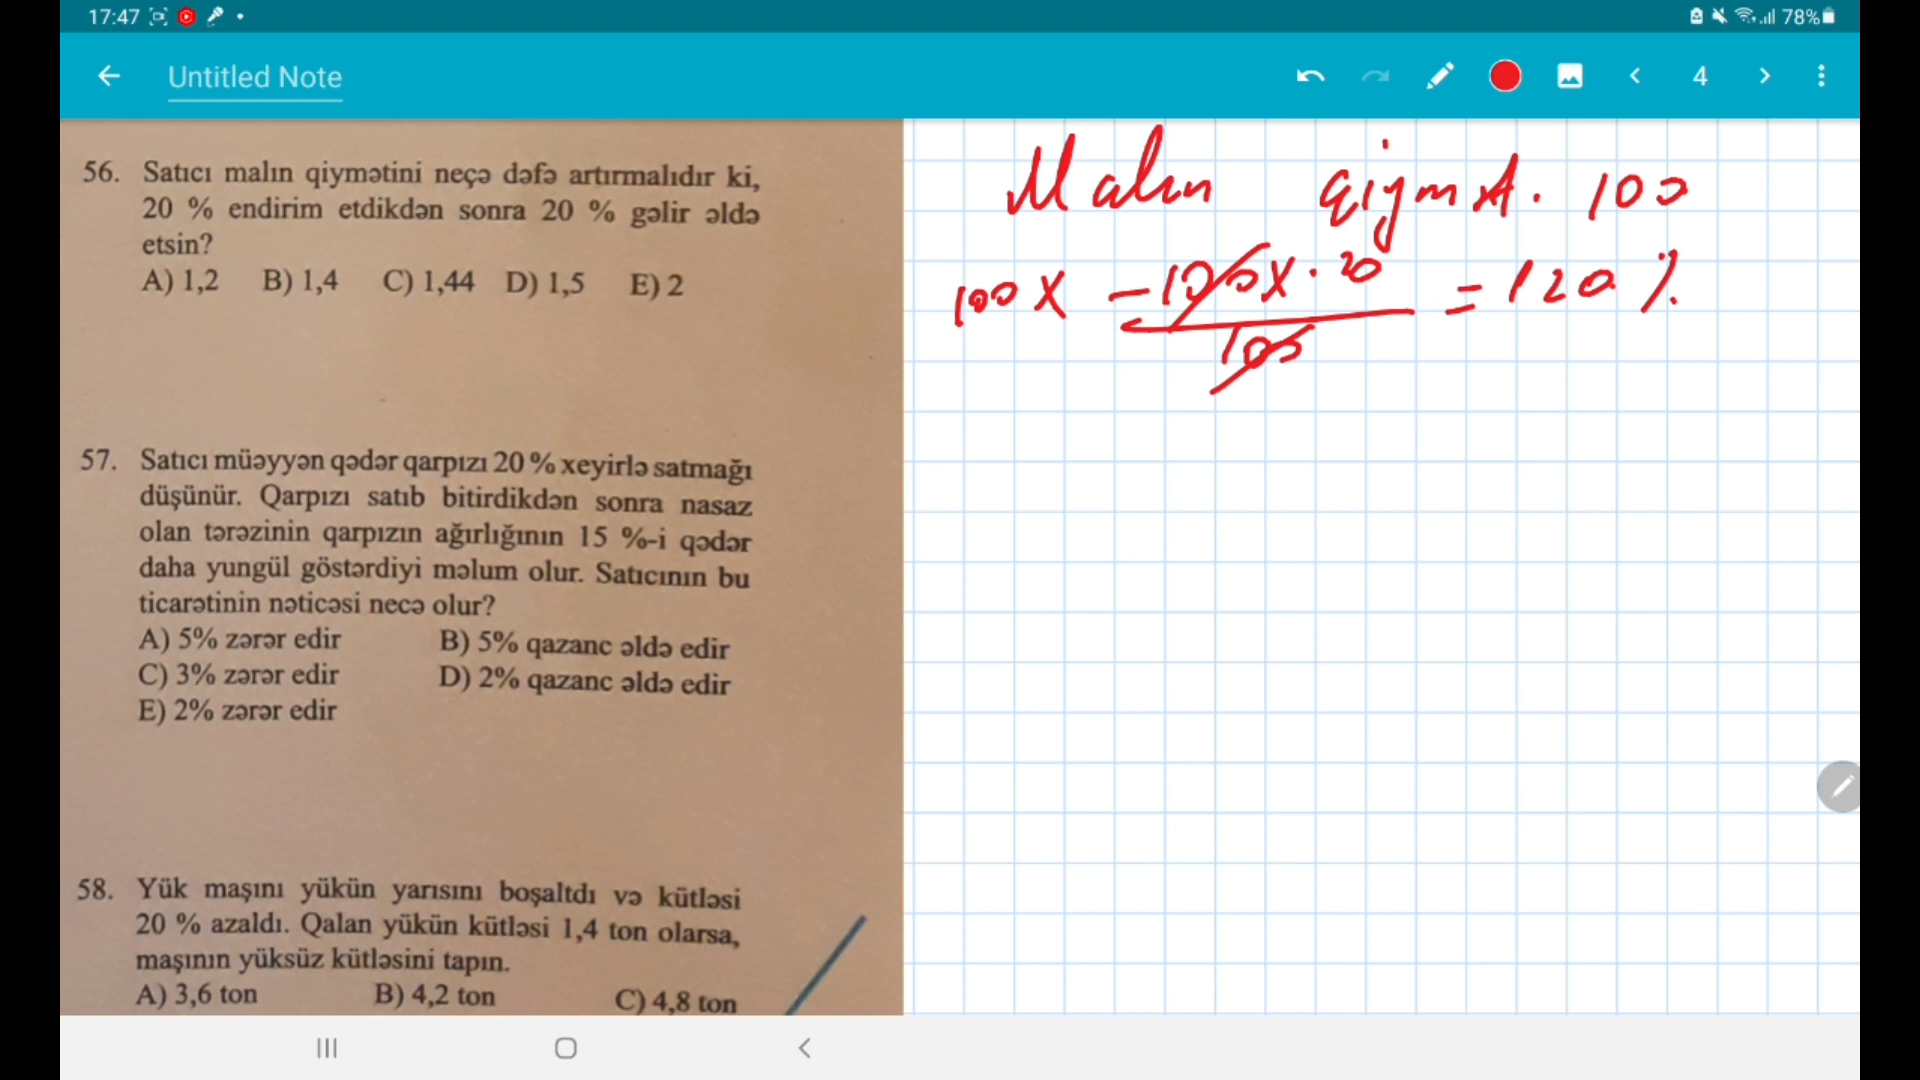 17:47
78%
Untitled Note
4
56. Satıcı malın qiymətini neçə dəfə artırmalıdır ki,
20 % endirim etdikdən sonra 20 % gəlir əldə
etsin?
A) 1,2 B) 1,4 C) 1,44 D) 1,5 E) 2
57. Satıcı müəyyən qədər qarpızı 20 % xeyirlə satmağı
düşünür. Qarpızı satıb bitirdikdən sonra nasaz
olan tərəzinin qarpızın ağırlığının 15 %-i qədər
daha yungül göstərdiyi məlum olur. Satıcının bu
ticarətinin nəticəsi necə olur?
A) 5% zərər edir B) 5% qazanc əldə edir
C) 3% zərər edir D) 2% qazanc əldə edir
E) 2% zərər edir
58. Yük maşını yükün yarısını boşaltdı və kütləsi
20 % azaldı. Qalan yükün kütləsi 1,4 ton olarsa,
maşının yüksüz kütləsini tapın.
A) 3,6 ton B) 4,2 ton C) 4,8 ton
Malın 100
100x - 100x · 20 = 120 %
100